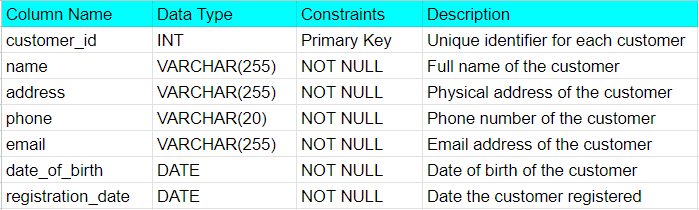 Column Name Data Type Constraints Description
customer_id INT Primary Key Unique identifier for each customer
name VARCHAR(255) NOT NULL Full name of the customer
address VARCHAR(255) NOT NULL Physical address of the customer
phone VARCHAR(20) NOT NULL Phone number of the customer
email VARCHAR(255) NOT NULL Email address of the customer
date_of_birth DATE NOT NULL Date of birth of the customer
registration_date DATE NOT NULL Date the customer registered